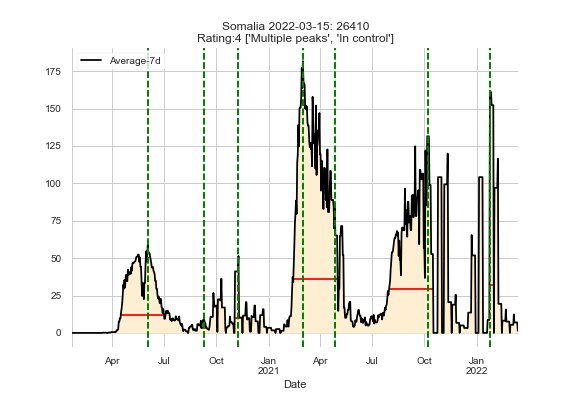 Somalia 2022-03-15: 26410
Rating:4 ['Multiple peaks', 'In control']
Average-7d
175
150
125
100
75
50
25
0
Apr Jul Oct Jan Apr Jul Oct Jan
2021 2022
Date